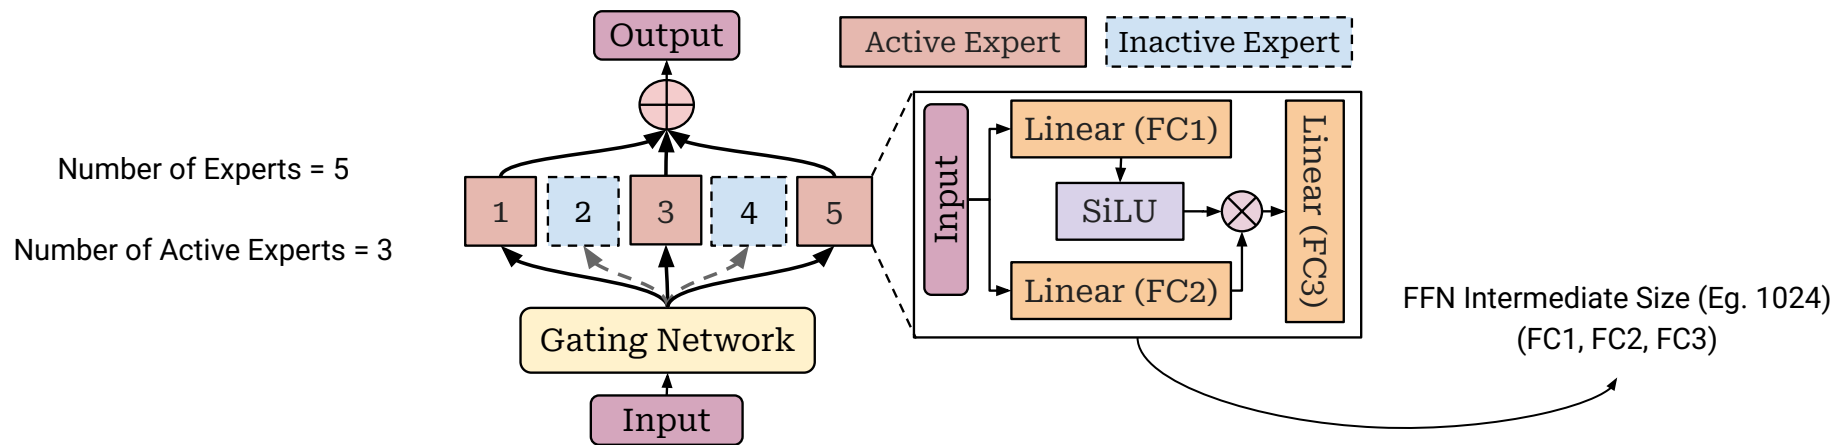 Output
Active Expert
Inactive Expert
Number of Experts = 5
Number of Active Experts = 3
1
2
3
4
5
Gating Network
Input
Input
Linear (FC1)
SiLU
Linear (FC2)
Linear (FC3)
FFN Intermediate Size (Eg. 1024)
(FC1, FC2, FC3)